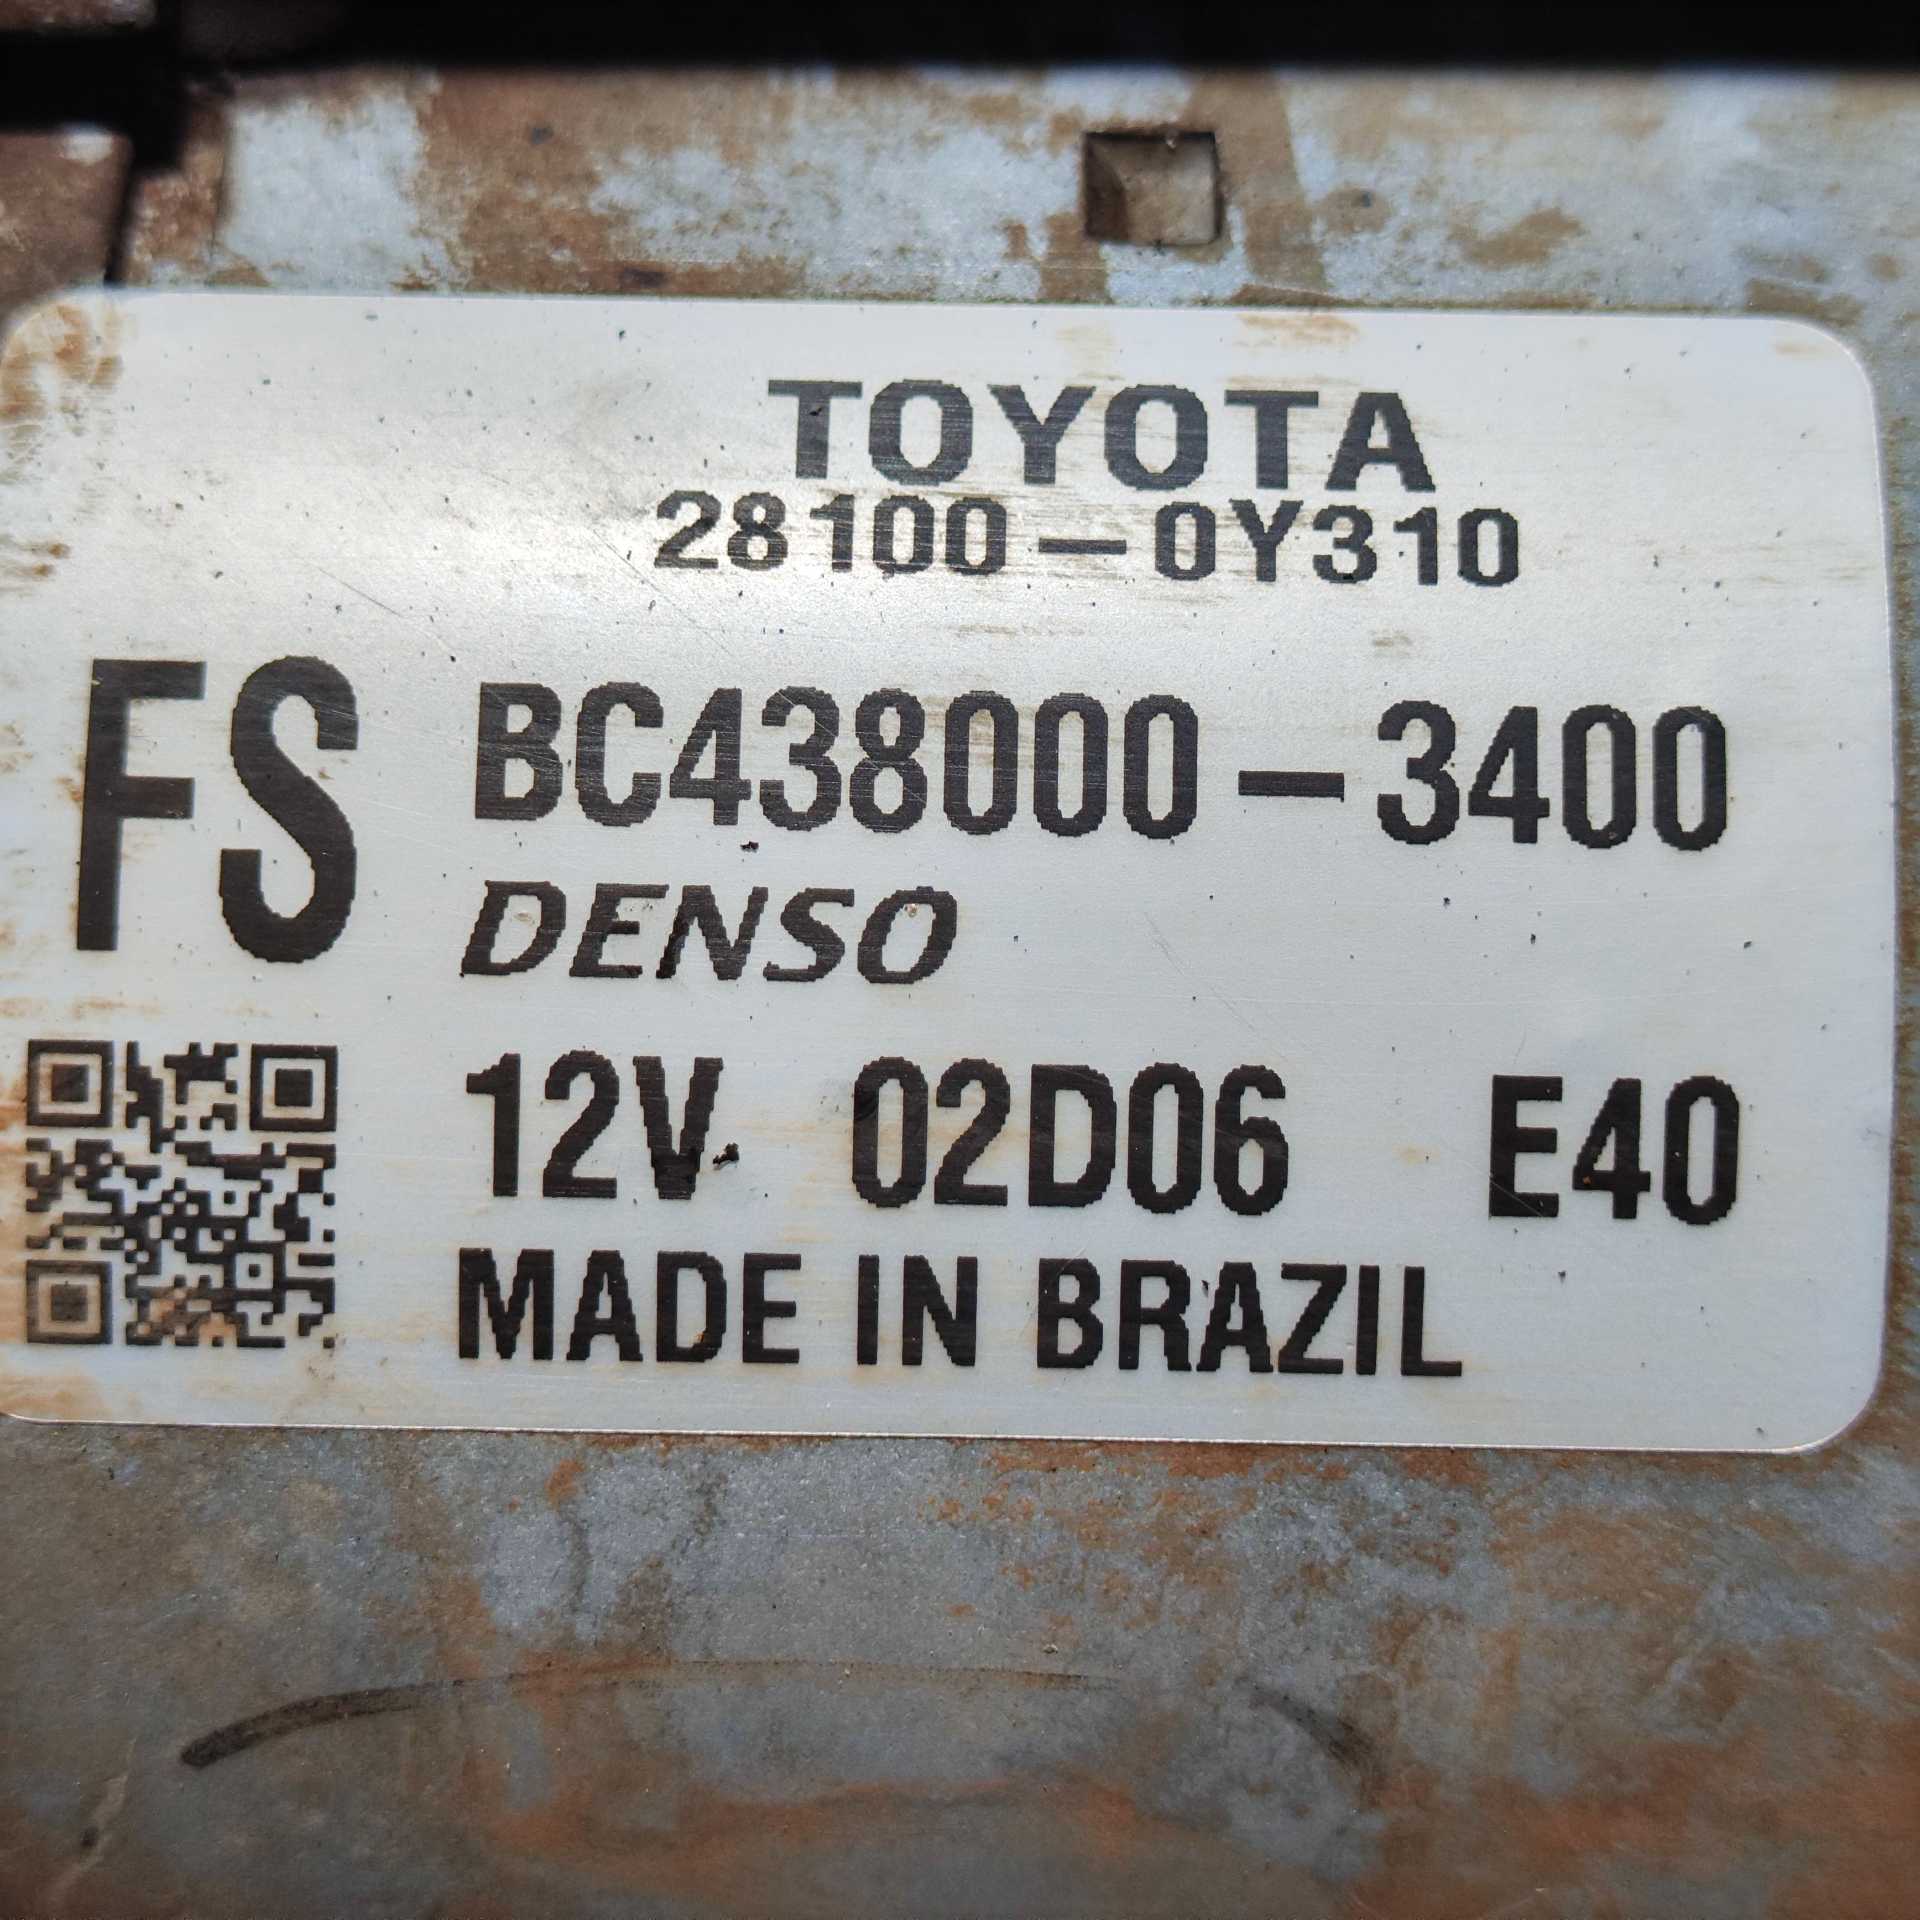 TOYOTA
28100-0Y310
FS BC438000-3400
DENSO
12V 02D06 E40
MADE IN BRAZIL